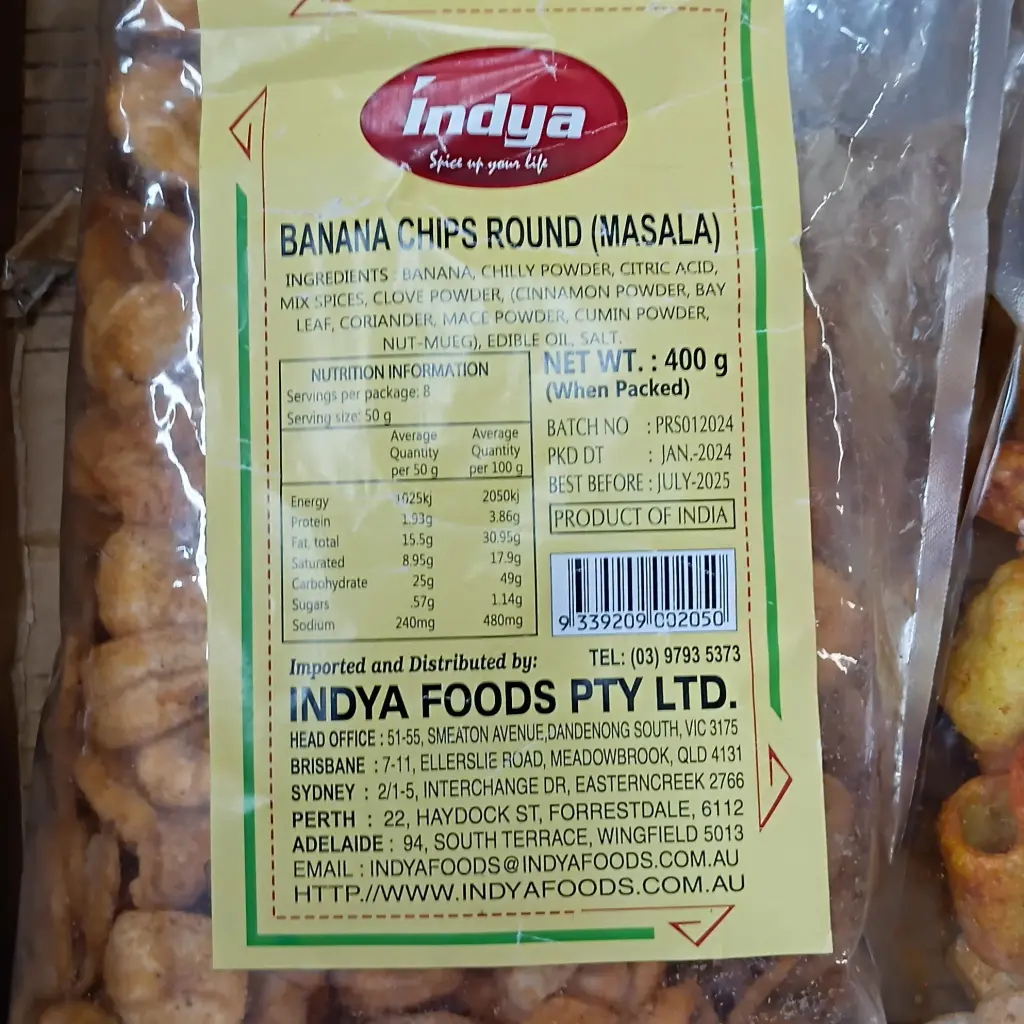 índya
Spice up your life
BANANA CHIPS ROUND (MASALA)
INGREDIENTS : BANANA, CHILLY POWDER, CITRIC ACID,
MIX SPICES, CLOVE POWDER, (CINNAMON POWDER, BAY
LEAF, CORIANDER, MACE POWDER, CUMIN POWDER,
NUT-MUEG), EDIBLE OIL, SALT.
NUTRITION INFORMATION
Servings per package: 8
Serving size: 50 g
Average Quantity per 50 g Average Quantity per 100 g
Energy 1025kj 2050kj
Protein 1.93g 3.86g
Fat, total 15.5g 30.95g
Saturated 8.95g 17.9g
Carbohydrate 25g 49g
Sugars .57g 1.14g
Sodium 240mg 480mg
NET WT. : 400 g
(When Packed)
BATCH NO : PRS012024
PKD DT : JAN.-2024
BEST BEFORE : JULY-2025
PRODUCT OF INDIA
9 339209 002050
Imported and Distributed by: TEL: (03) 9793 5373
INDYA FOODS PTY LTD.
HEAD OFFICE : 51-55, SMEATON AVENUE,DANDENONG SOUTH, VIC 3175
BRISBANE : 7-11, ELLERSLIE ROAD, MEADOWBROOK, QLD 4131
SYDNEY : 2/1-5, INTERCHANGE DR, EASTERNCREEK 2766
PERTH : 22, HAYDOCK ST, FORRESTDALE, 6112
ADELAIDE : 94, SOUTH TERRACE, WINGFIELD 5013
EMAIL : INDYAFOODS@INDYAFOODS.COM.AU
HTTP.//WWW.INDYAFOODS.COM.AU